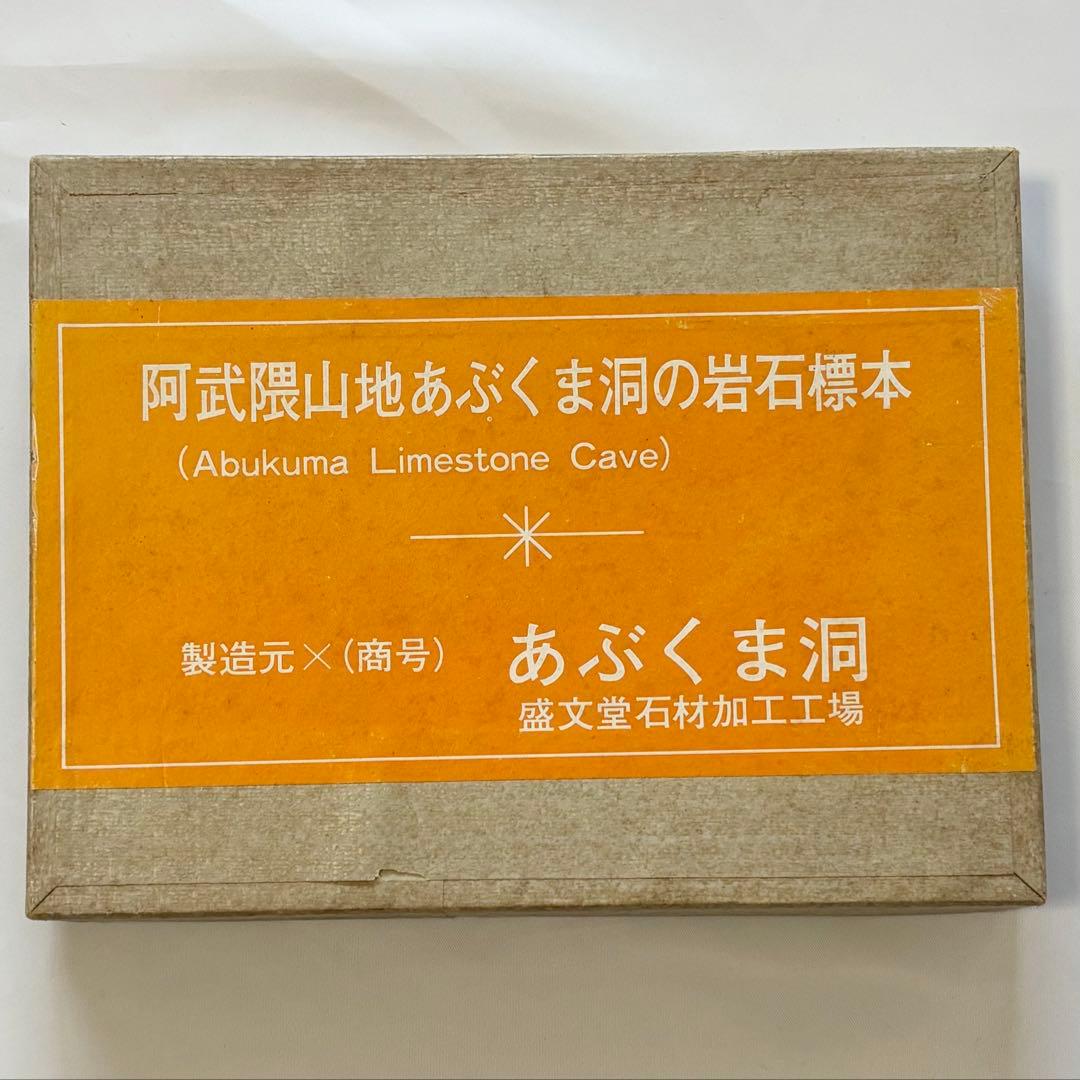 阿武隈山地あぶくま洞の岩石標本
(Abukuma Limestone Cave)
製造元×(商号) あぶくま洞
盛文堂石材加工工場